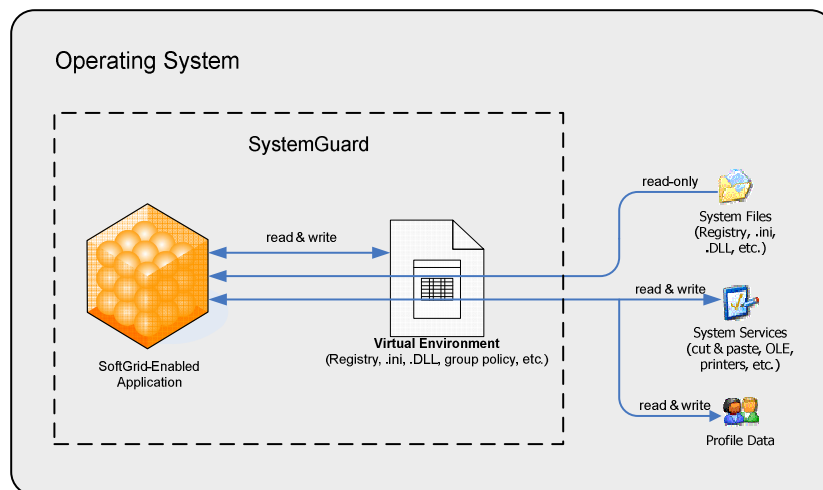 Operating System
SystemGuard
read-only
System Files
(Registry, .ini,
.DLL, etc.)
read & write
SoftGrid-Enabled
Application
Virtual Environment
(Registry, .ini, .DLL, group policy, etc.)
read & write
System Services
(cut & paste, OLE,
printers, etc.)
read & write
Profile Data